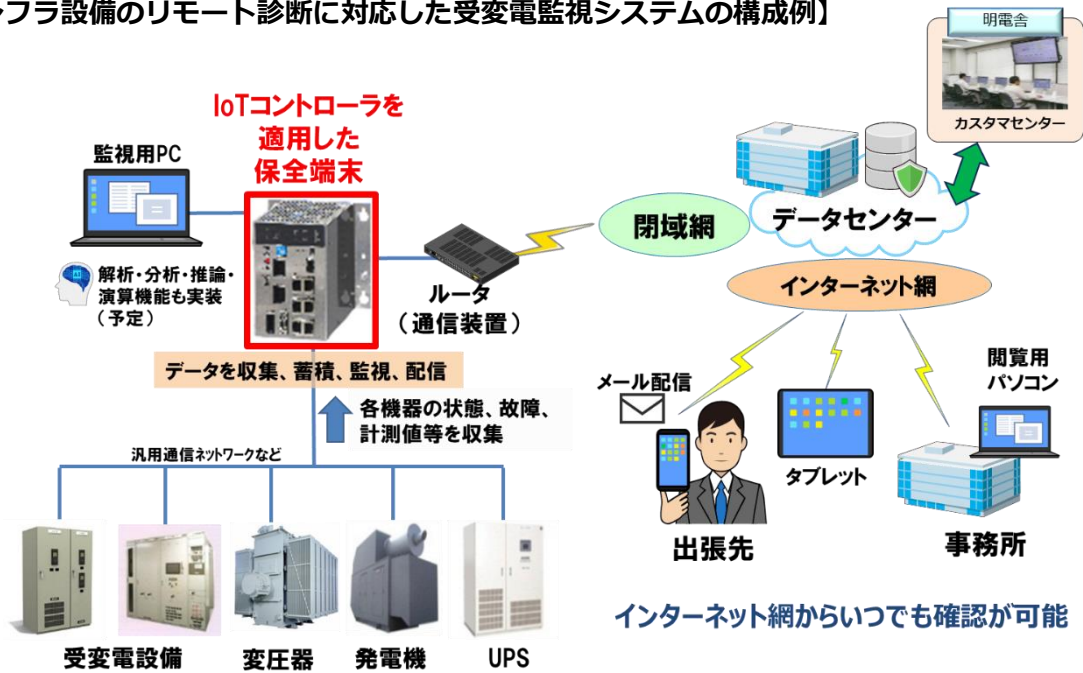 フラ設備のリモート診断に対応した受変電監視システムの構成例】
明電舎
カスタマセンター
IoTコントローラを
適用した
保全端末
監視用PC
AI
解析・分析・推論・
演算機能も実装
（予定）
ルータ
（通信装置）
閉域網
データセンター
インターネット網
データを収集、蓄積、監視、配信
各機器の状態、故障、
計測値等を収集
汎用通信ネットワークなど
メール配信
タブレット
閲覧用
パソコン
出張先
事務所
受変電設備
変圧器
発電機
UPS
インターネット網からいつでも確認が可能